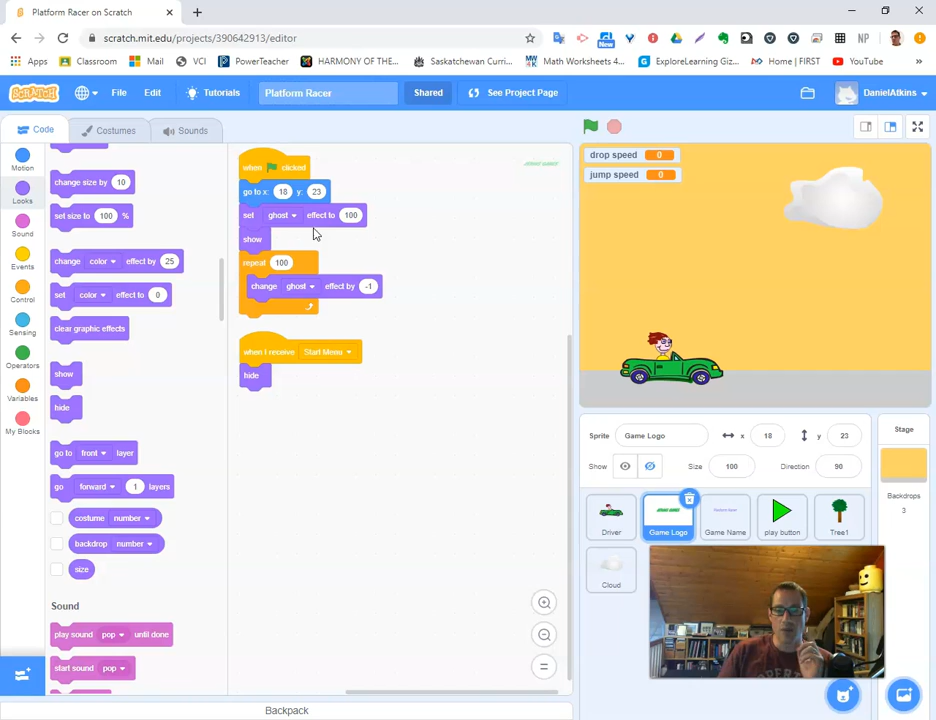 Platform Racer on Scratch
scratch.mit.edu/projects/390642913/editor
New
NP
Apps Classroom Mail VCI PowerTeacher HARMONY OF THE... Saskatchewan Curri... Math Worksheets 4... ExploreLearning Giz... Home | FIRST YouTube »
SCRATCH File Edit Tutorials Platform Racer Shared See Project Page DanielAtkins
Code Costumes Sounds
Motion
Looks
Sound
Events
Control
Sensing
Operators
Variables
My Blocks
change size by 10
set size to 100 %
change color effect by 25
set color effect to 0
clear graphic effects
show
hide
go to front layer
go forward 1 layers
costume number
backdrop number
size
Sound
play sound pop until done
start sound pop
when clicked
go to x: 18 y: 23
set ghost effect to 100
show
repeat 100
change ghost effect by -1
when I receive Start Menu
hide
Backpack
drop speed 0
jump speed 0
Sprite Game Logo x 18 y 23
Show Size 100 Direction 90
Driver Game Logo Game Name play button Tree1
Cloud
Stage
Backdrops
3